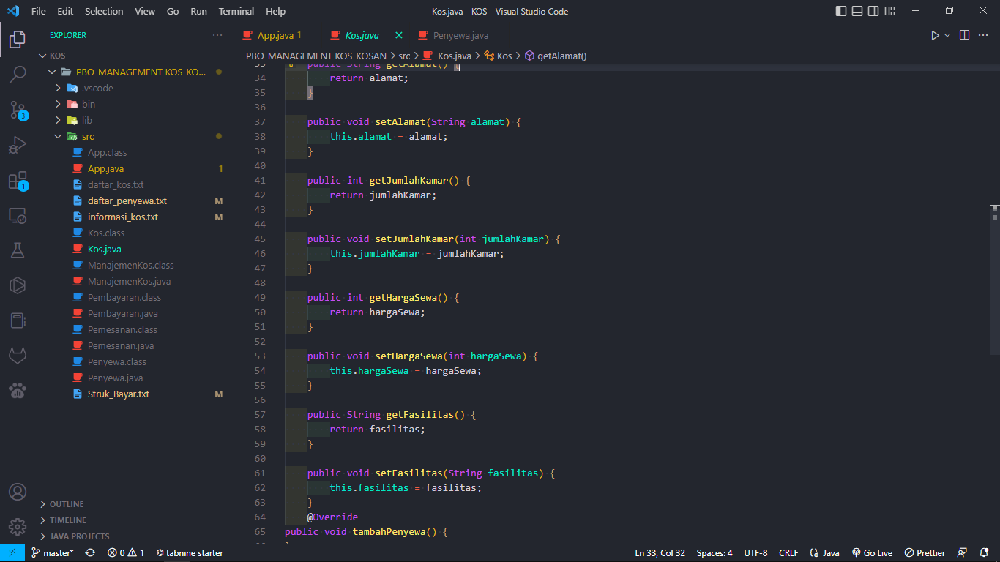 File Edit Selection View Go Run Terminal Help Kos.java - KOS - Visual Studio Code
EXPLORER ···
App.java 1 Kos.java Penyewa.java
KOS
PBO-MANAGEMENT KOS-KOSAN > src > Kos.java > Kos > getAlamat()
PBO-MANAGEMENT KOS-KO...
.vscode
bin
lib
src
App.class
App.java 1
daftar_kos.txt
daftar_penyewa.txt M
informasi_kos.txt M
Kos.class
Kos.java
ManajemenKos.class
ManajemenKos.java
Pembayaran.class
Pembayaran.java
Pemesanan.class
Pemesanan.java
Penyewa.class
Penyewa.java
Struk_Bayar.txt M
OUTLINE
TIMELINE
JAVA PROJECTS
3
1
33 public String getAlamat() {
34 return alamat;
35 }
36
37 public void setAlamat(String alamat) {
38 this.alamat = alamat;
39 }
40
41 public int getJumlahKamar() {
42 return jumlahKamar;
43 }
44
45 public void setJumlahKamar(int jumlahKamar) {
46 this.jumlahKamar = jumlahKamar;
47 }
48
49 public int getHargaSewa() {
50 return hargaSewa;
51 }
52
53 public void setHargaSewa(int hargaSewa) {
54 this.hargaSewa = hargaSewa;
55 }
56
57 public String getFasilitas() {
58 return fasilitas;
59 }
60
61 public void setFasilitas(String fasilitas) {
62 this.fasilitas = fasilitas;
63 }
64 @Override
65 public void tambahPenyewa() {
master* 0 1 tabnine starter Ln 33, Col 32 Spaces: 4 UTF-8 CRLF {} Java Go Live Prettier